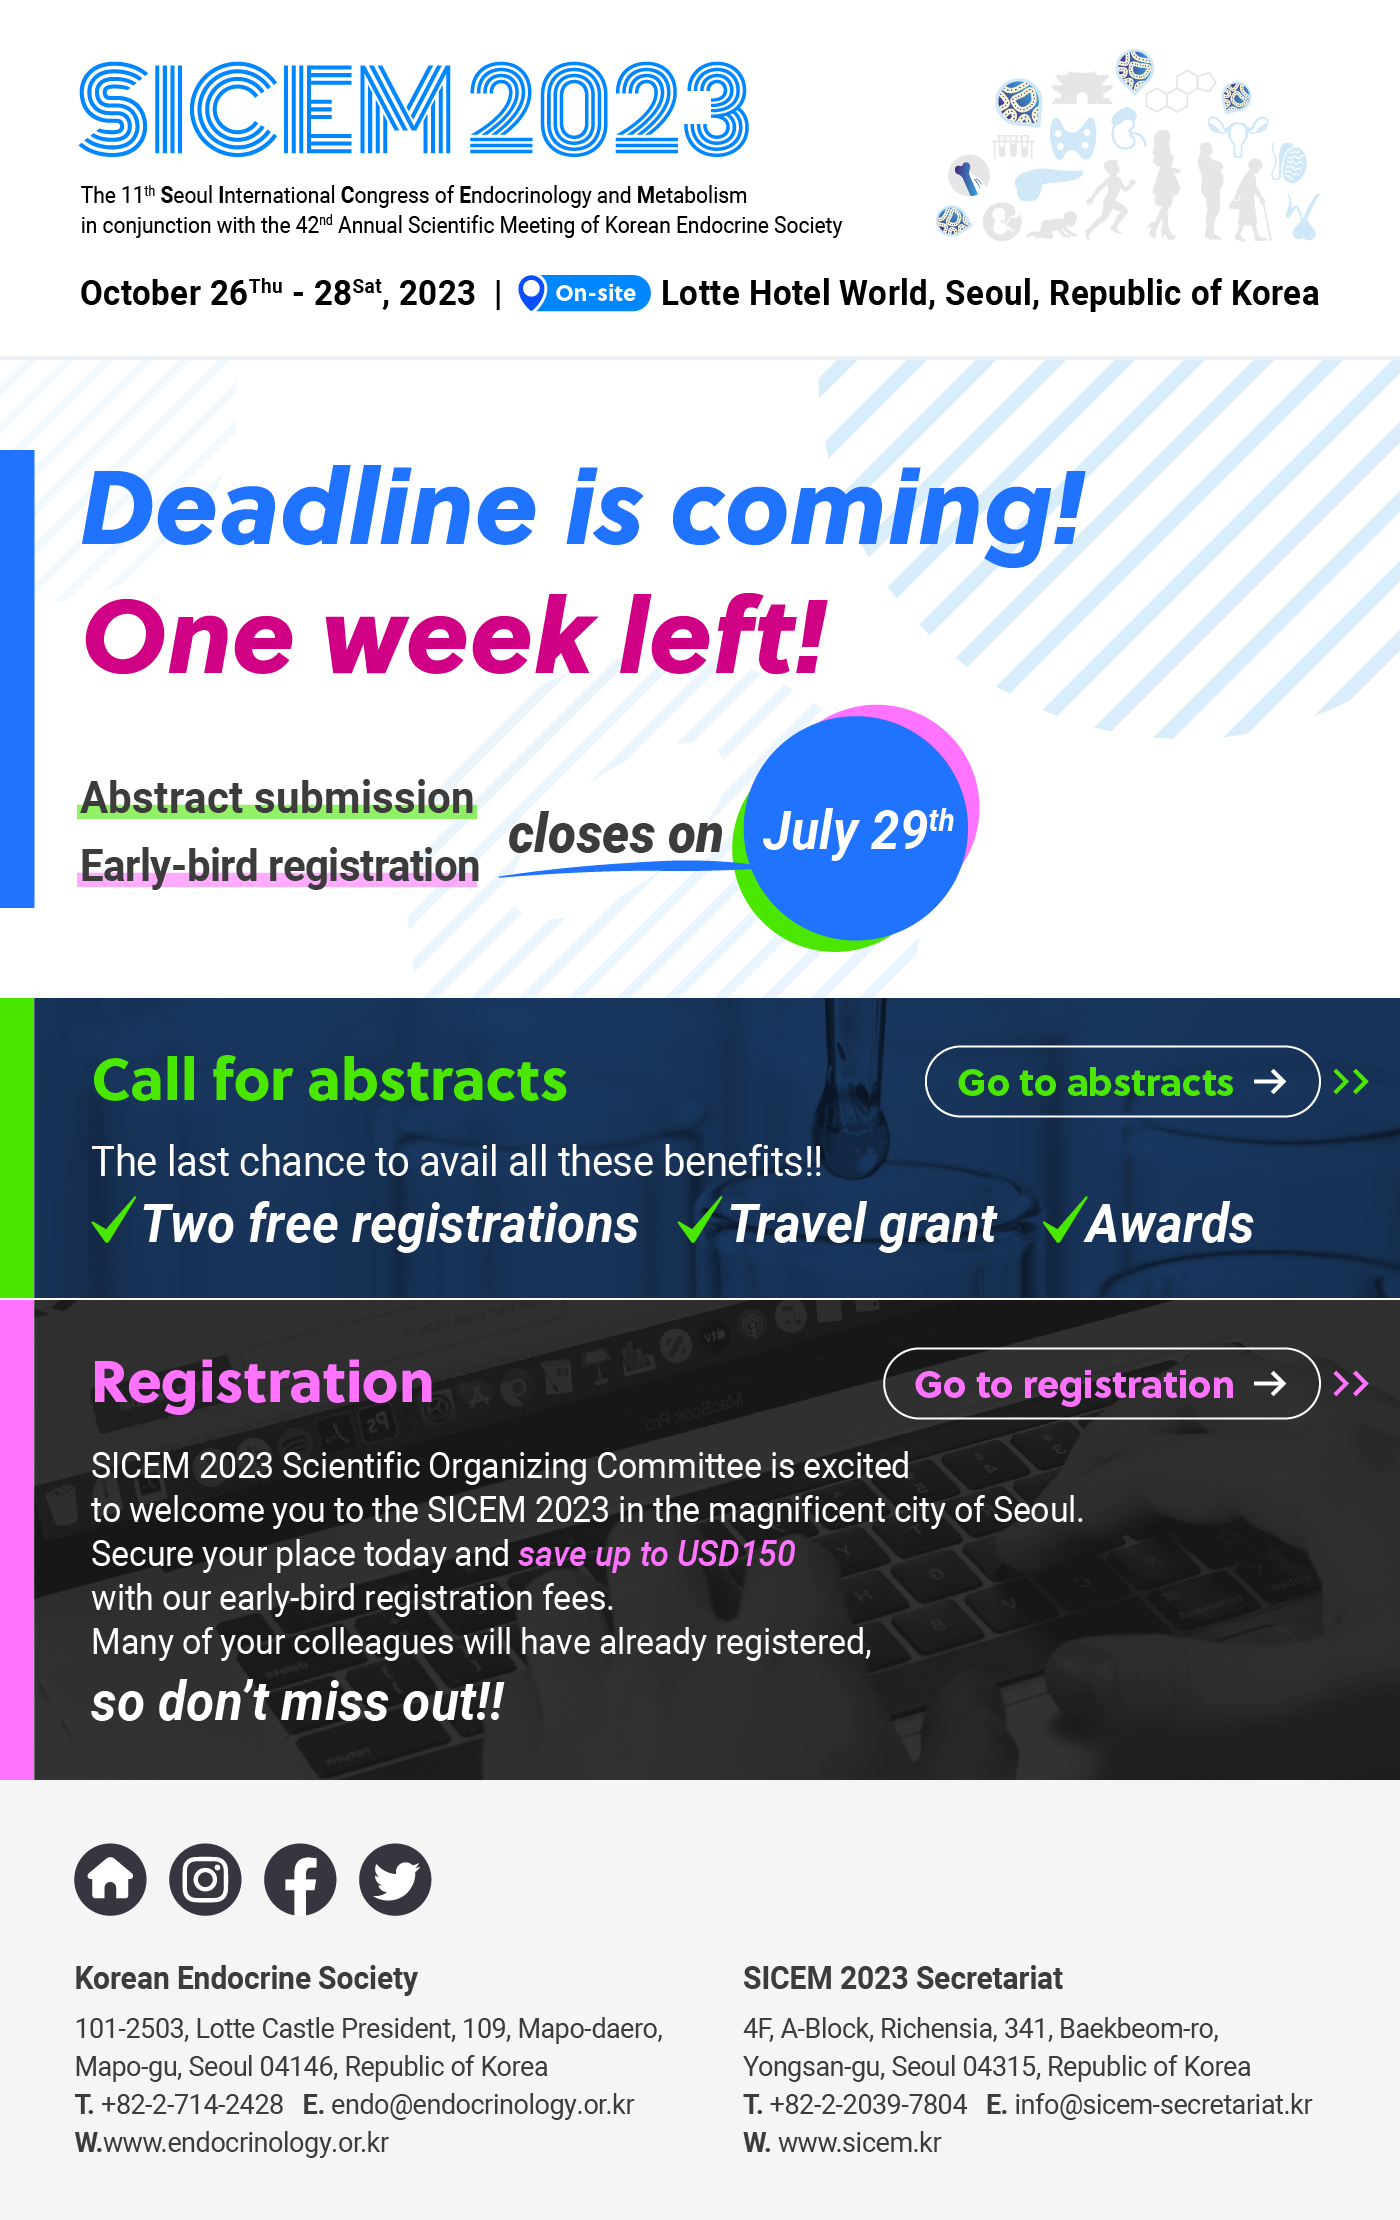 SICEM 2023
The 11th Seoul International Congress of Endocrinology and Metabolism
in conjunction with the 42nd Annual Scientific Meeting of Korean Endocrine Society
October 26Thu - 28Sat, 2023 | On-site Lotte Hotel World, Seoul, Republic of Korea
Deadline is coming!
One week left!
Abstract submission
Early-bird registration
closes on
July 29th
Call for abstracts
Go to abstracts
The last chance to avail all these benefits!!
Two free registrations Travel grant Awards
Registration
Go to registration
SICEM 2023 Scientific Organizing Committee is excited
to welcome you to the SICEM 2023 in the magnificent city of Seoul.
Secure your place today and save up to USD150
with our early-bird registration fees.
Many of your colleagues will have already registered,
so don't miss out!!
Korean Endocrine Society
101-2503, Lotte Castle President, 109, Mapo-daero,
Mapo-gu, Seoul 04146, Republic of Korea
T. +82-2-714-2428 E. endo@endocrinology.or.kr
W.www.endocrinology.or.kr
SICEM 2023 Secretariat
4F, A-Block, Richensia, 341, Baekbeom-ro,
Yongsan-gu, Seoul 04315, Republic of Korea
T. +82-2-2039-7804 E. info@sicem-secretariat.kr
W. www.sicem.kr